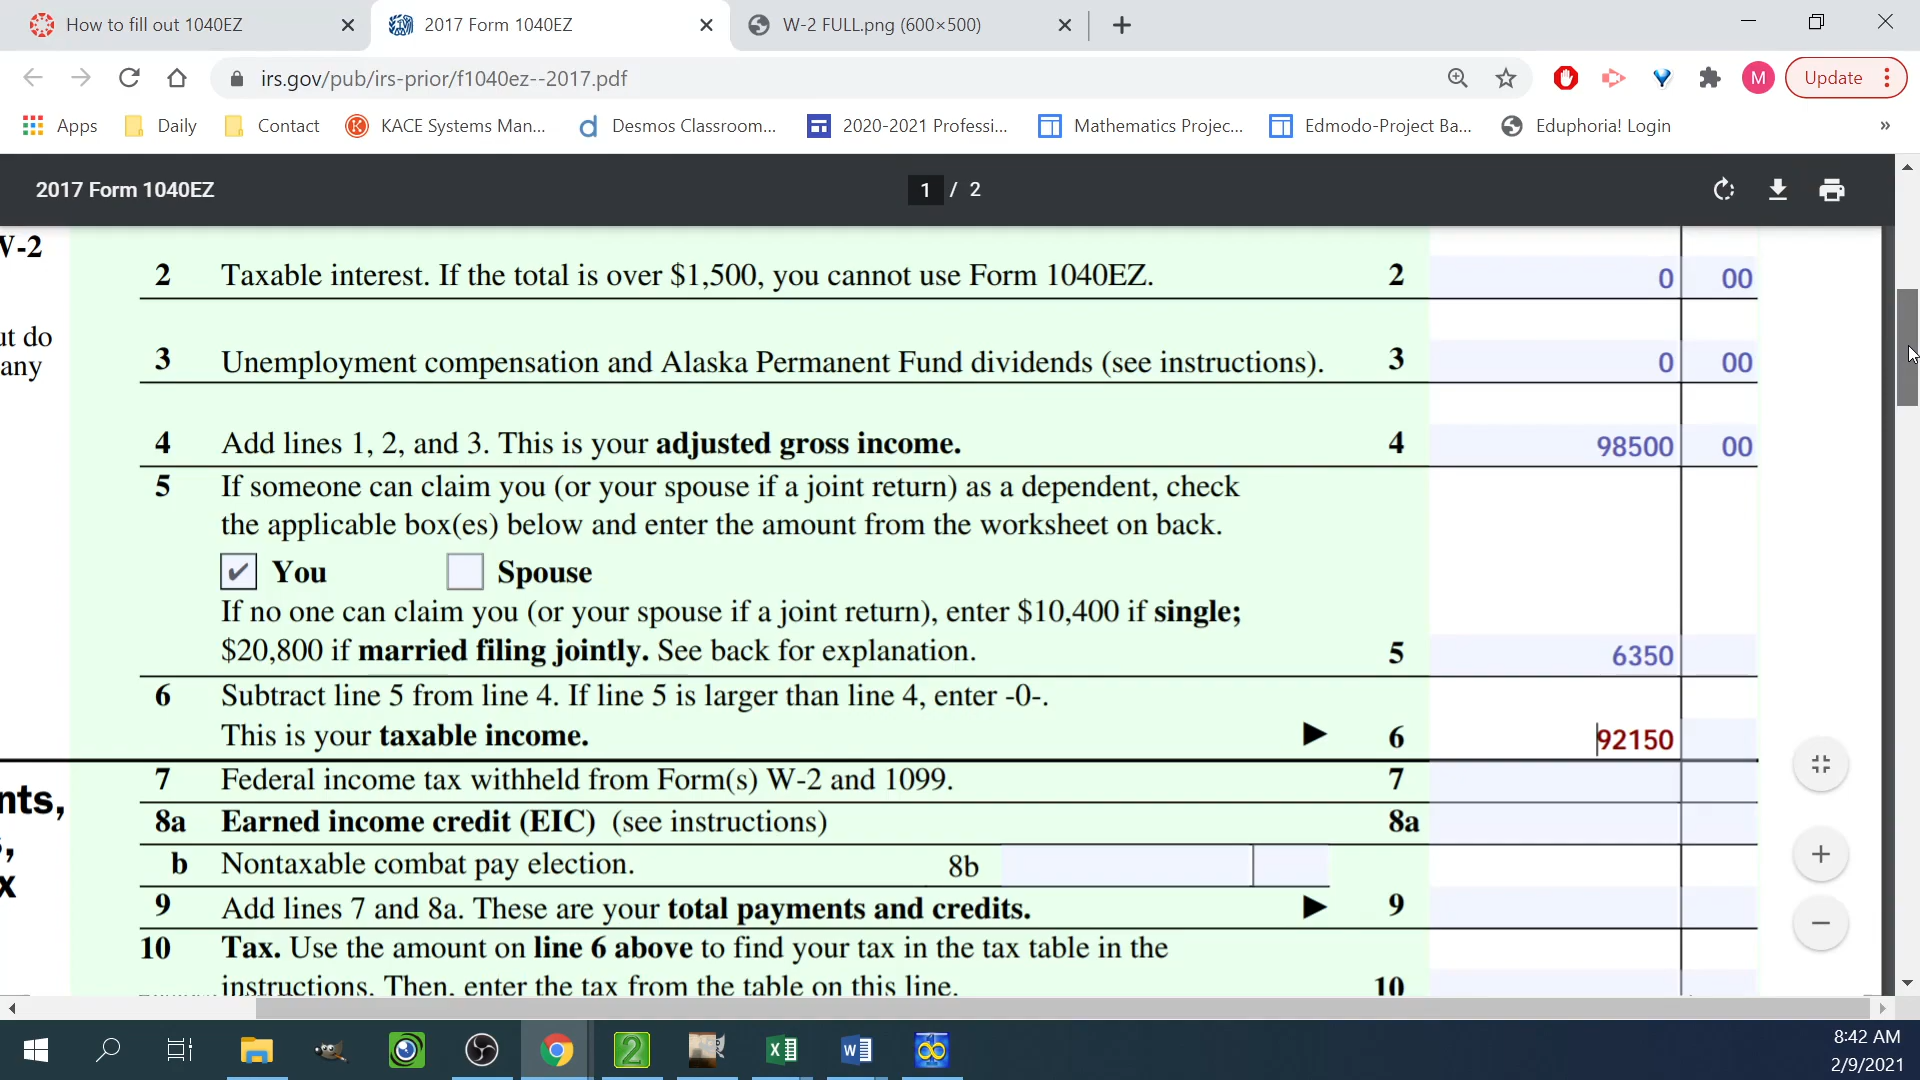 How to fill out 1040EZ
2017 Form 1040EZ
W-2 FULL.png (600×500)
irs.gov/pub/irs-prior/f1040ez--2017.pdf
M
Update
Apps
Daily
Contact
KACE Systems Man...
Desmos Classroom...
2020-2021 Professi...
Mathematics Projec...
Edmodo-Project Ba...
Eduphoria! Login
»
2017 Form 1040EZ
1 / 2
W-2
2 Taxable interest. If the total is over $1,500, you cannot use Form 1040EZ. 2 0 00
ut do
any
3 Unemployment compensation and Alaska Permanent Fund dividends (see instructions). 3 0 00
4 Add lines 1, 2, and 3. This is your adjusted gross income. 4 98500 00
5 If someone can claim you (or your spouse if a joint return) as a dependent, check
the applicable box(es) below and enter the amount from the worksheet on back.
You Spouse
If no one can claim you (or your spouse if a joint return), enter $10,400 if single;
$20,800 if married filing jointly. See back for explanation. 5 6350
6 Subtract line 5 from line 4. If line 5 is larger than line 4, enter -0-.
This is your taxable income. 6 92150
7 Federal income tax withheld from Form(s) W-2 and 1099. 7
nts,
8a Earned income credit (EIC) (see instructions) 8a
b Nontaxable combat pay election. 8b
x
9 Add lines 7 and 8a. These are your total payments and credits. 9
10 Tax. Use the amount on line 6 above to find your tax in the tax table in the
instructions. Then, enter the tax from the table on this line. 10
8:42 AM
2/9/2021